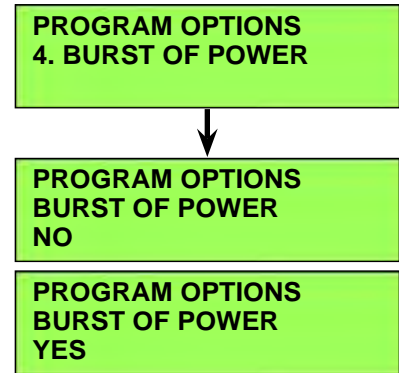 PROGRAM OPTIONS
4. BURST OF POWER
PROGRAM OPTIONS
BURST OF POWER
NO
PROGRAM OPTIONS
BURST OF POWER
YES